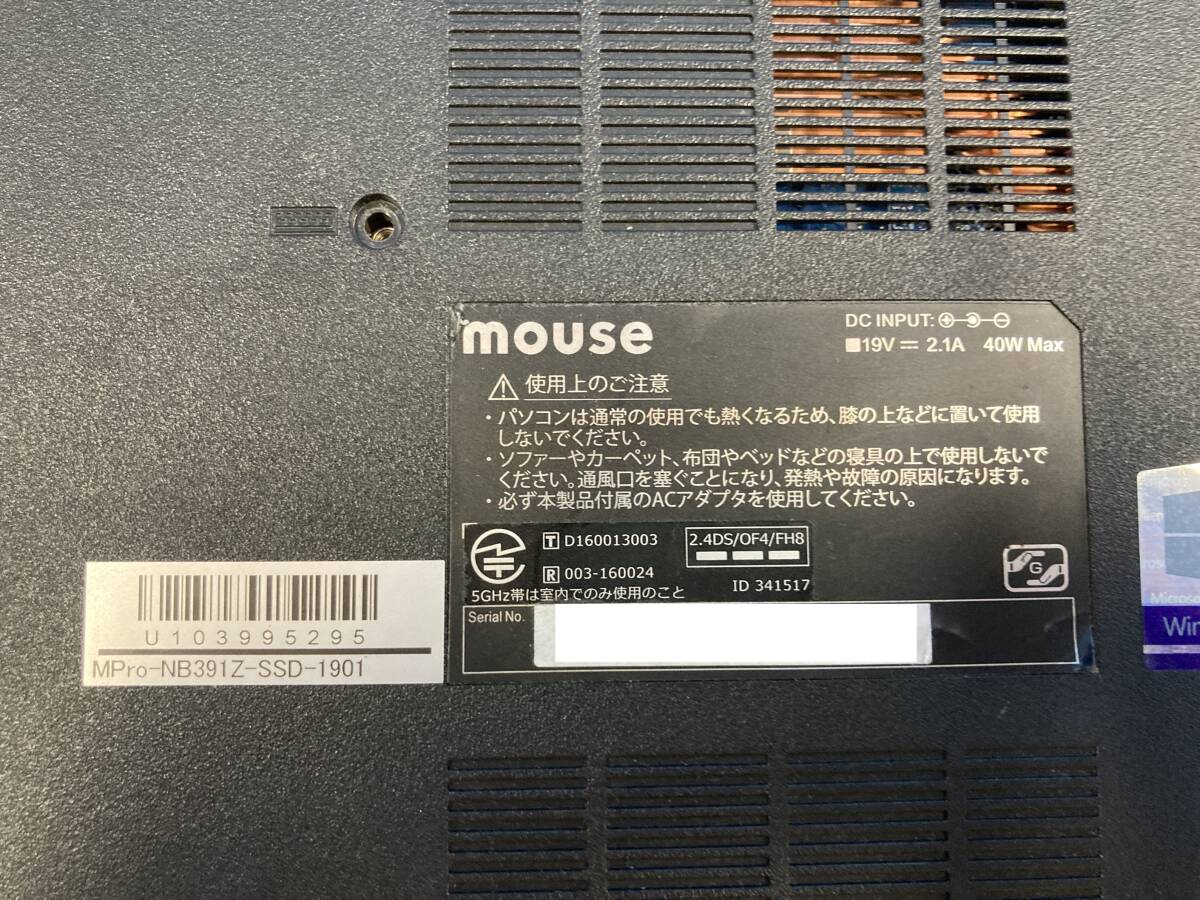 mouse
DC INPUT:
19V 2.1A 40W Max
使用上のご注意
・パソコンは通常の使用でも熱くなるため、膝の上などに置いて使用
しないでください。
・ソファーやカーペット、布団やベッドなどの寝具の上で使用しないで
ください。通風口を塞ぐことになり、発熱や故障の原因になります。
・必ず本製品付属のACアダプタを使用してください。
T D160013003
2.4DS/OF4/FH8
R 003-160024
ID 341517
5GHz帯は室内でのみ使用のこと
G
Serial No.
U103995295
MPro-NB391Z-SSD-1901
Win